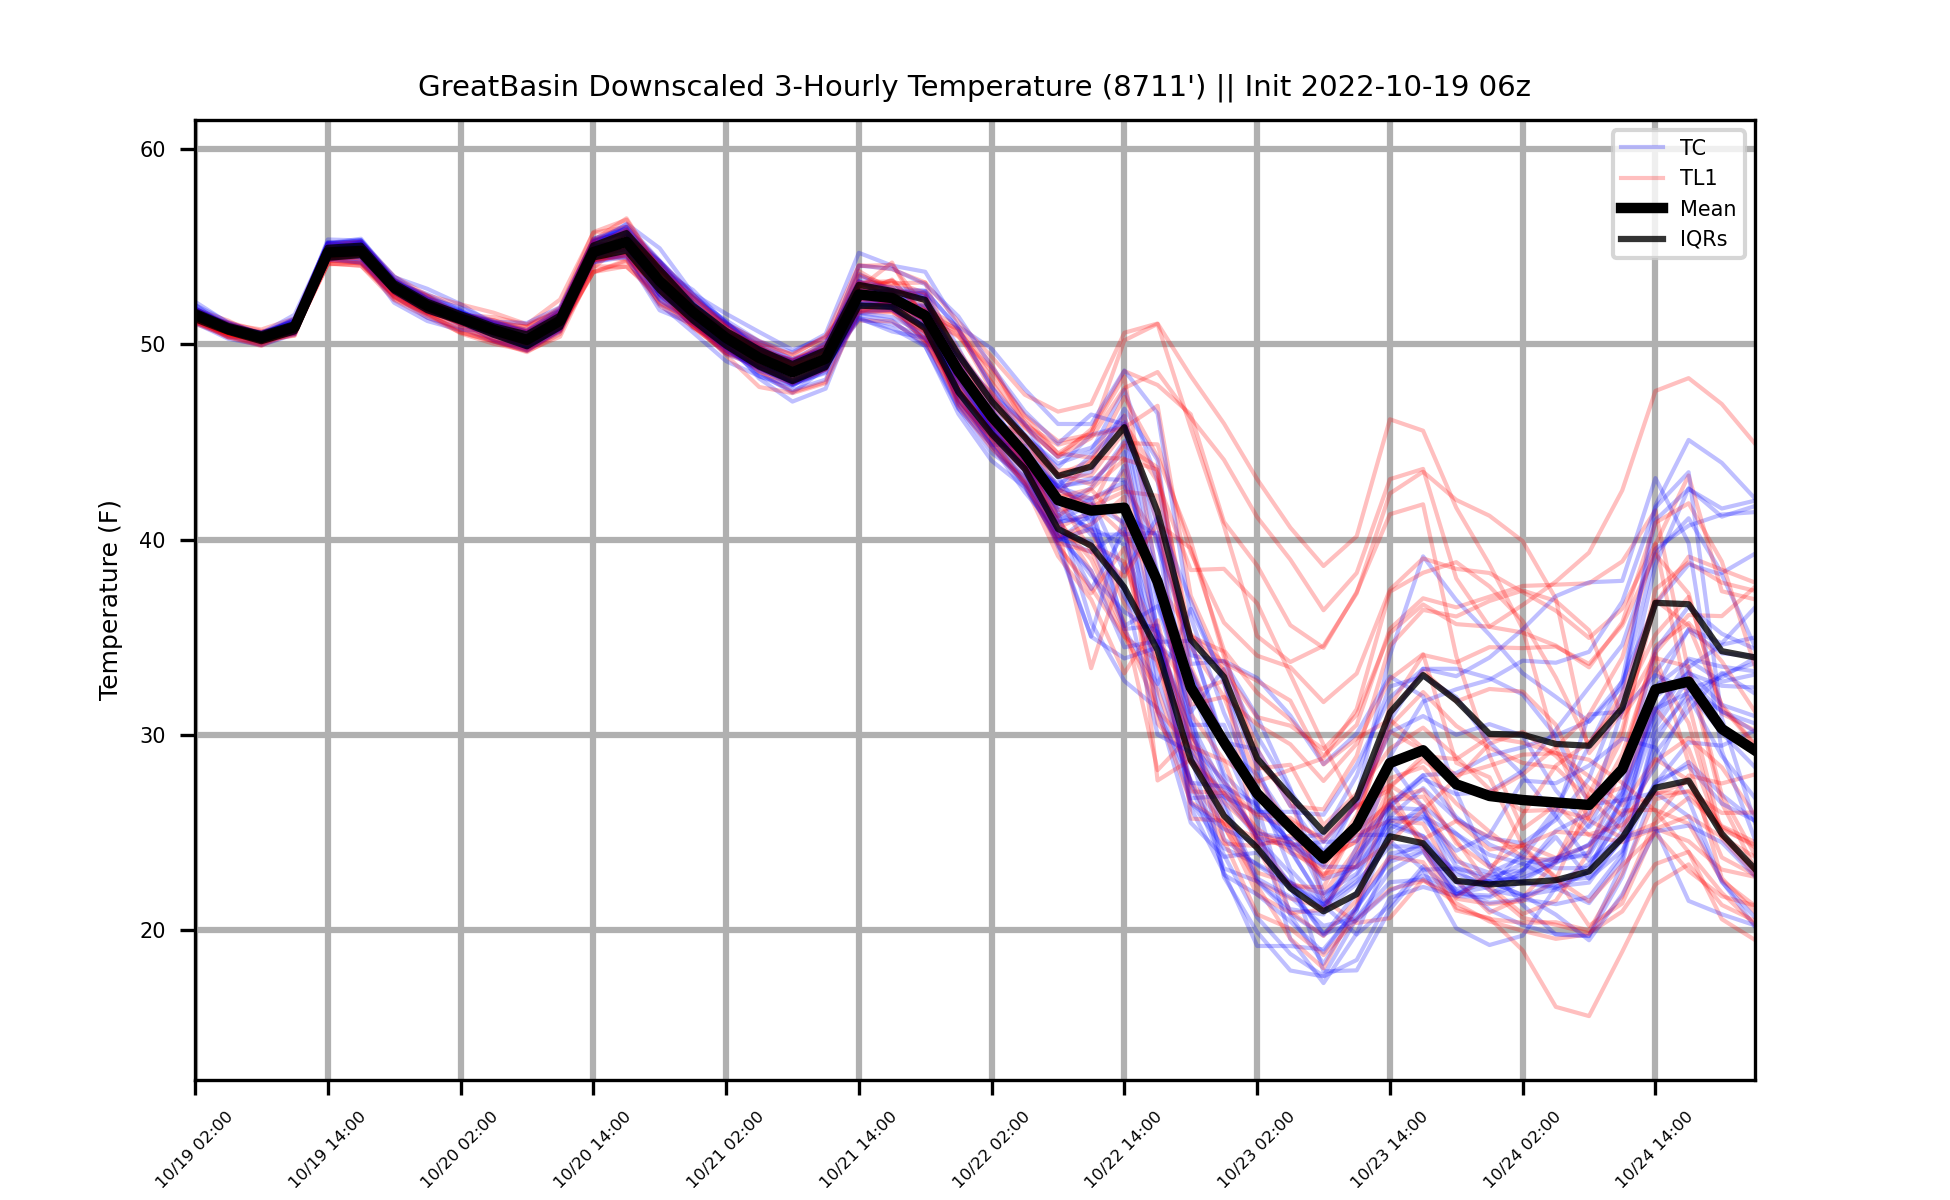 GreatBasin Downscaled 3-Hourly Temperature (8711') || Init 2022-10-19 06z
TC
TL1
Mean
IQRs
Temperature (F)
60
50
40
30
20
10/19 02:00
10/19 14:00
10/20 02:00
10/20 14:00
10/21 02:00
10/21 14:00
10/22 02:00
10/22 14:00
10/23 02:00
10/23 14:00
10/24 02:00
10/24 14:00